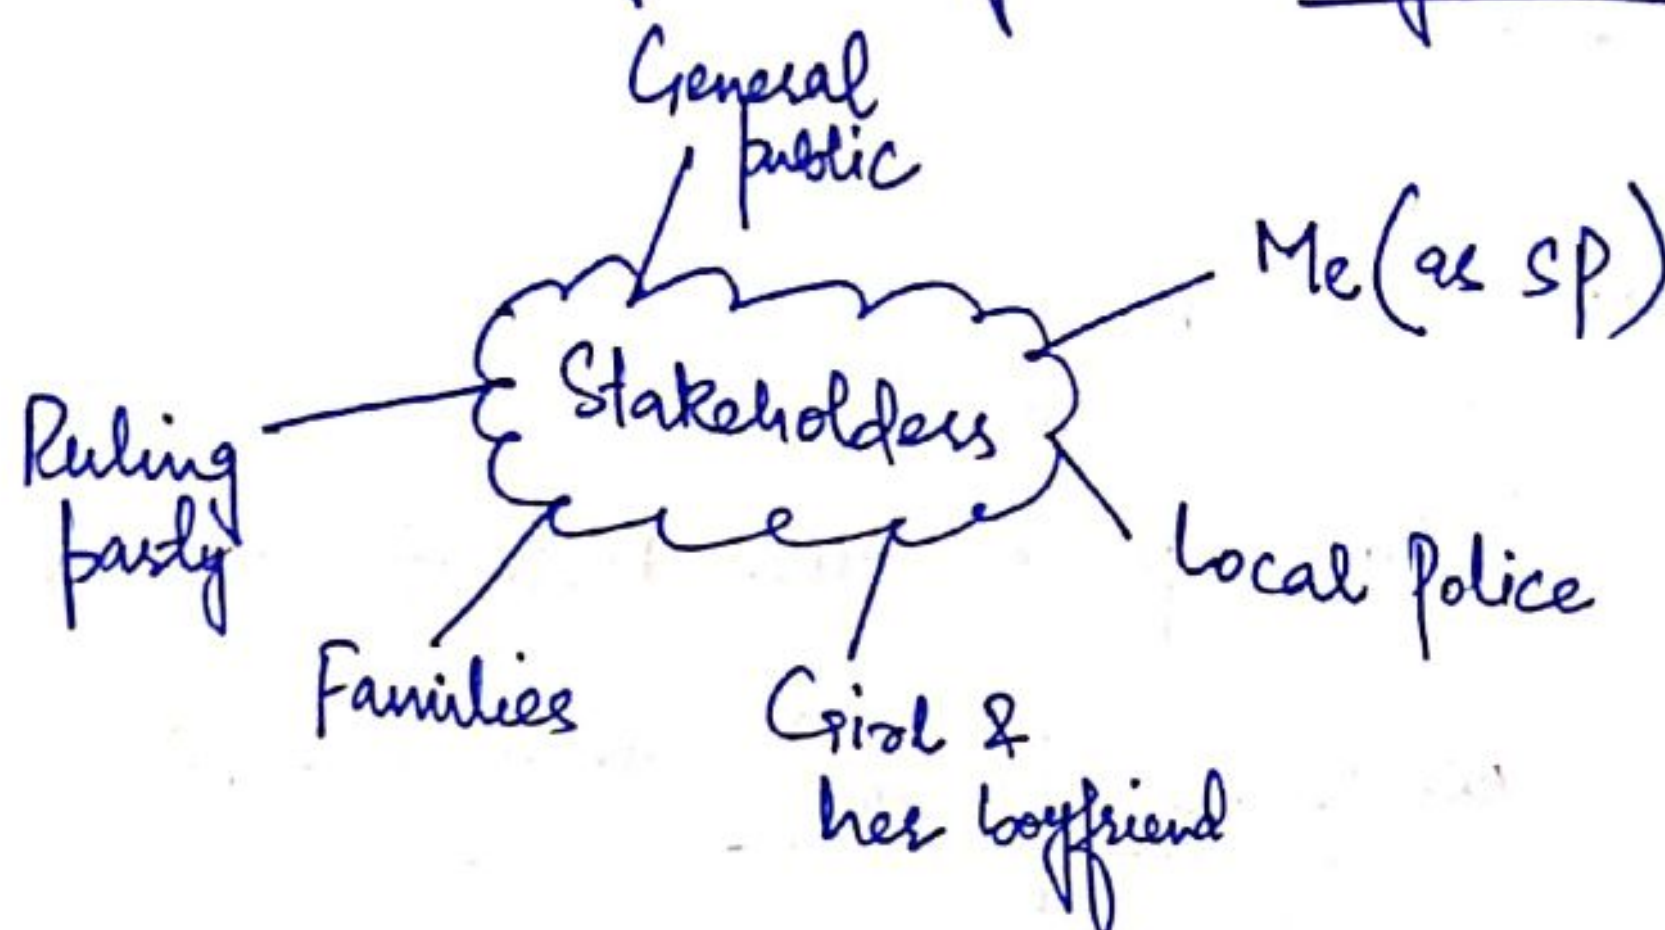 General
public
Me (as SP)
Stakeholders
Ruling
party
Local Police
Families
Girl &
her boyfriend